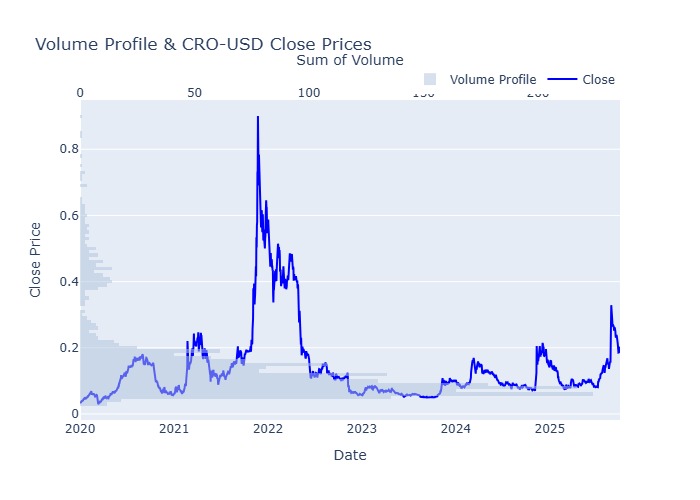 Volume Profile & CRO-USD Close Prices
Sum of Volume
Volume Profile Close
0 50 100 150 200
0.8
0.6
0.4
0.2
0
Close Price
2020 2021 2022 2023 2024 2025
Date